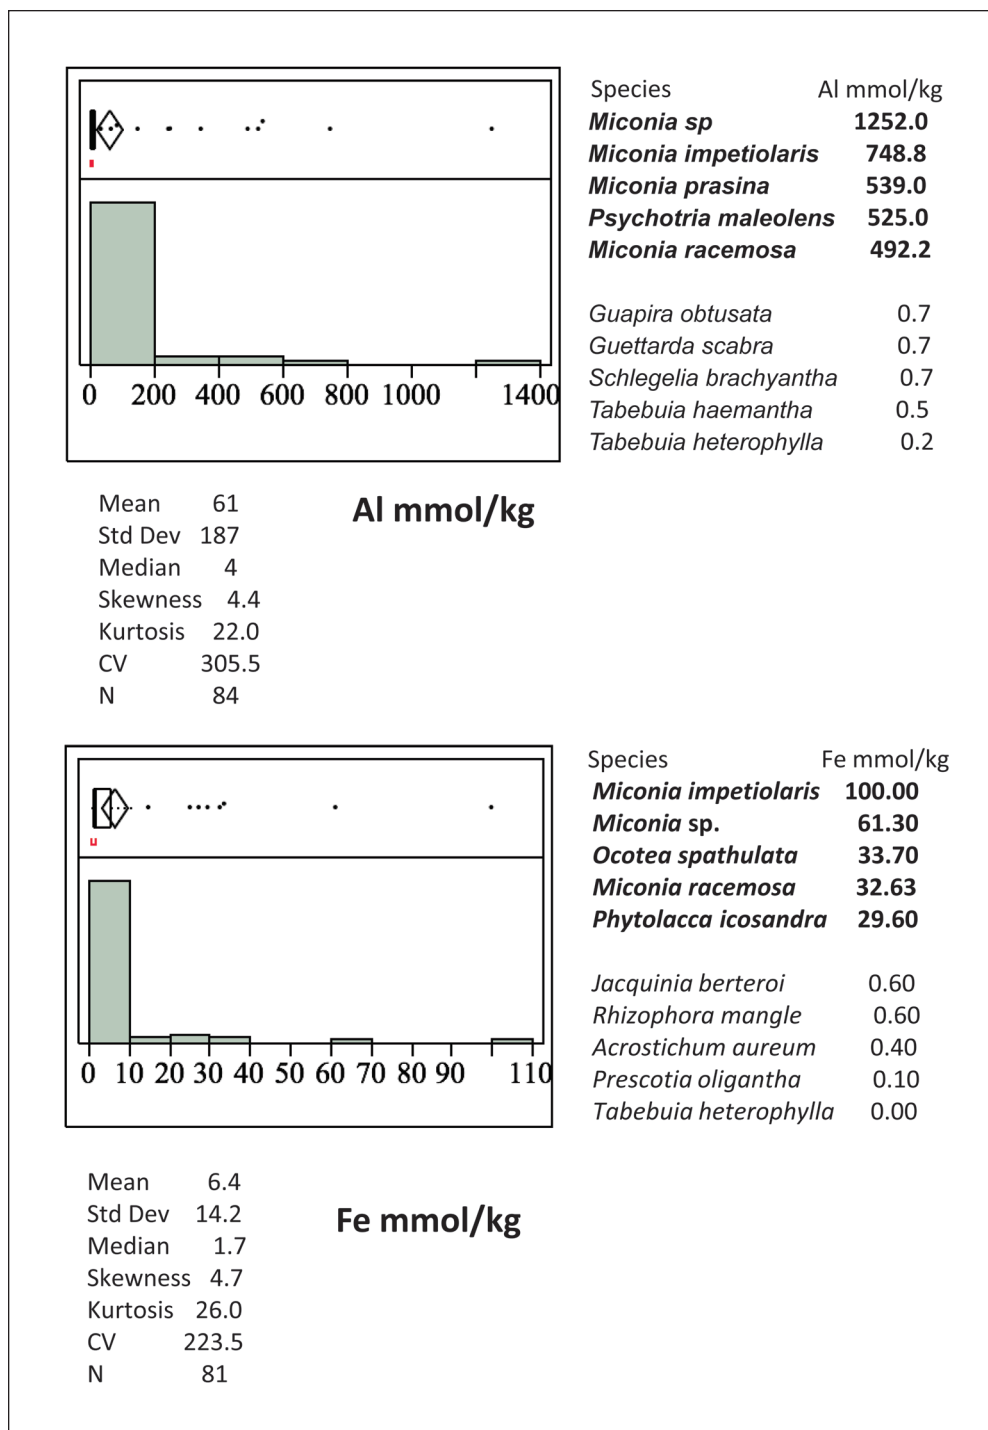 Species Al mmol/kg
Miconia sp 1252.0
Miconia impetiolaris 748.8
Miconia prasina 539.0
Psychotria maleolens 525.0
Miconia racemosa 492.2
Guapira obtusata 0.7
Guettarda scabra 0.7
Schlegelia brachyantha 0.7
Tabebuia haemantha 0.5
Tabebuia heterophylla 0.2
0 200 400 600 800 1000 1400
Al mmol/kg
Mean 61
Std Dev 187
Median 4
Skewness 4.4
Kurtosis 22.0
CV 305.5
N 84
Species Fe mmol/kg
Miconia impetiolaris 100.00
Miconia sp. 61.30
Ocotea spathulata 33.70
Miconia racemosa 32.63
Phytolacca icosandra 29.60
Jacquinia berteroi 0.60
Rhizophora mangle 0.60
Acrostichum aureum 0.40
Prescotia oligantha 0.10
Tabebuia heterophylla 0.00
0 10 20 30 40 50 60 70 80 90 110
Fe mmol/kg
Mean 6.4
Std Dev 14.2
Median 1.7
Skewness 4.7
Kurtosis 26.0
CV 223.5
N 81